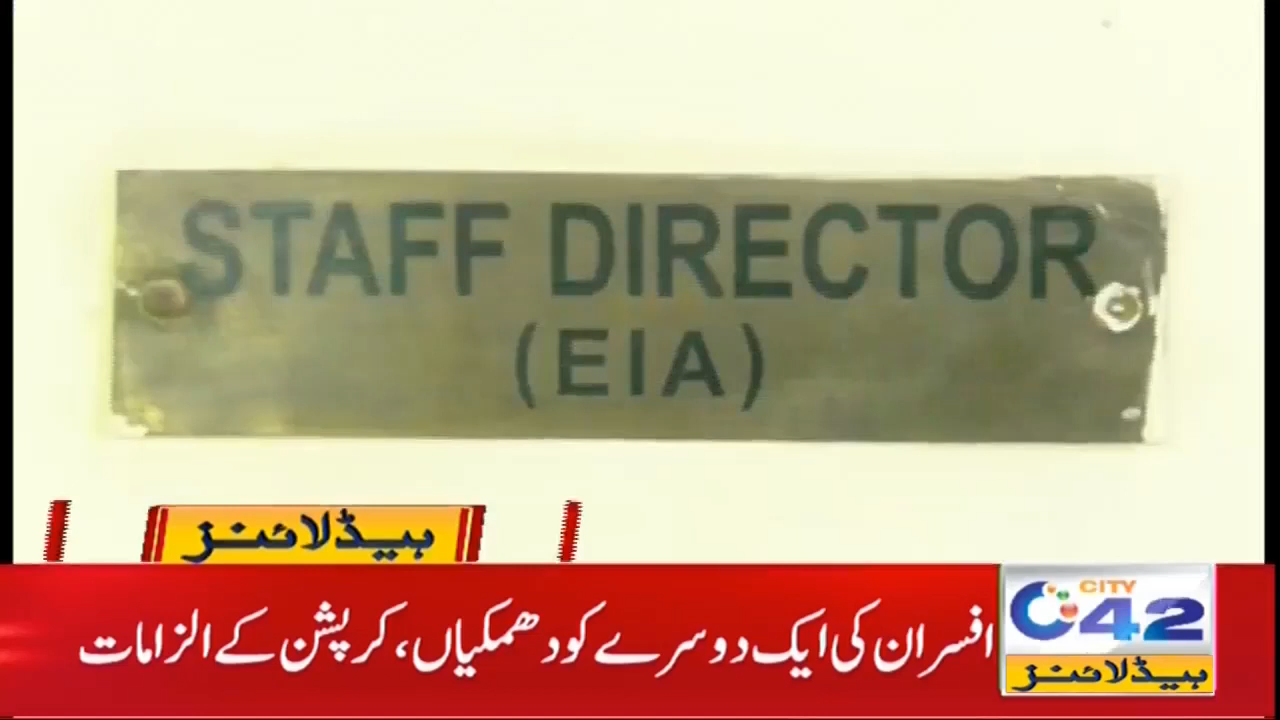 STAFF DIRECTOR
(EIA)
ہیڈلائنز
افسران کی ایک دوسرے کو دھمکیاں، کرپشن کے الزامات
CITY
42
ہیڈلائنز